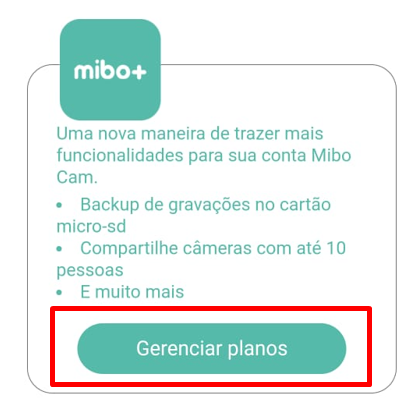 mibo+
Uma nova maneira de trazer mais
funcionalidades para sua conta Mibo
Cam.
• Backup de gravações no cartão
micro-sd
• Compartilhe câmeras com até 10
pessoas
• E muito mais
Gerenciar planos